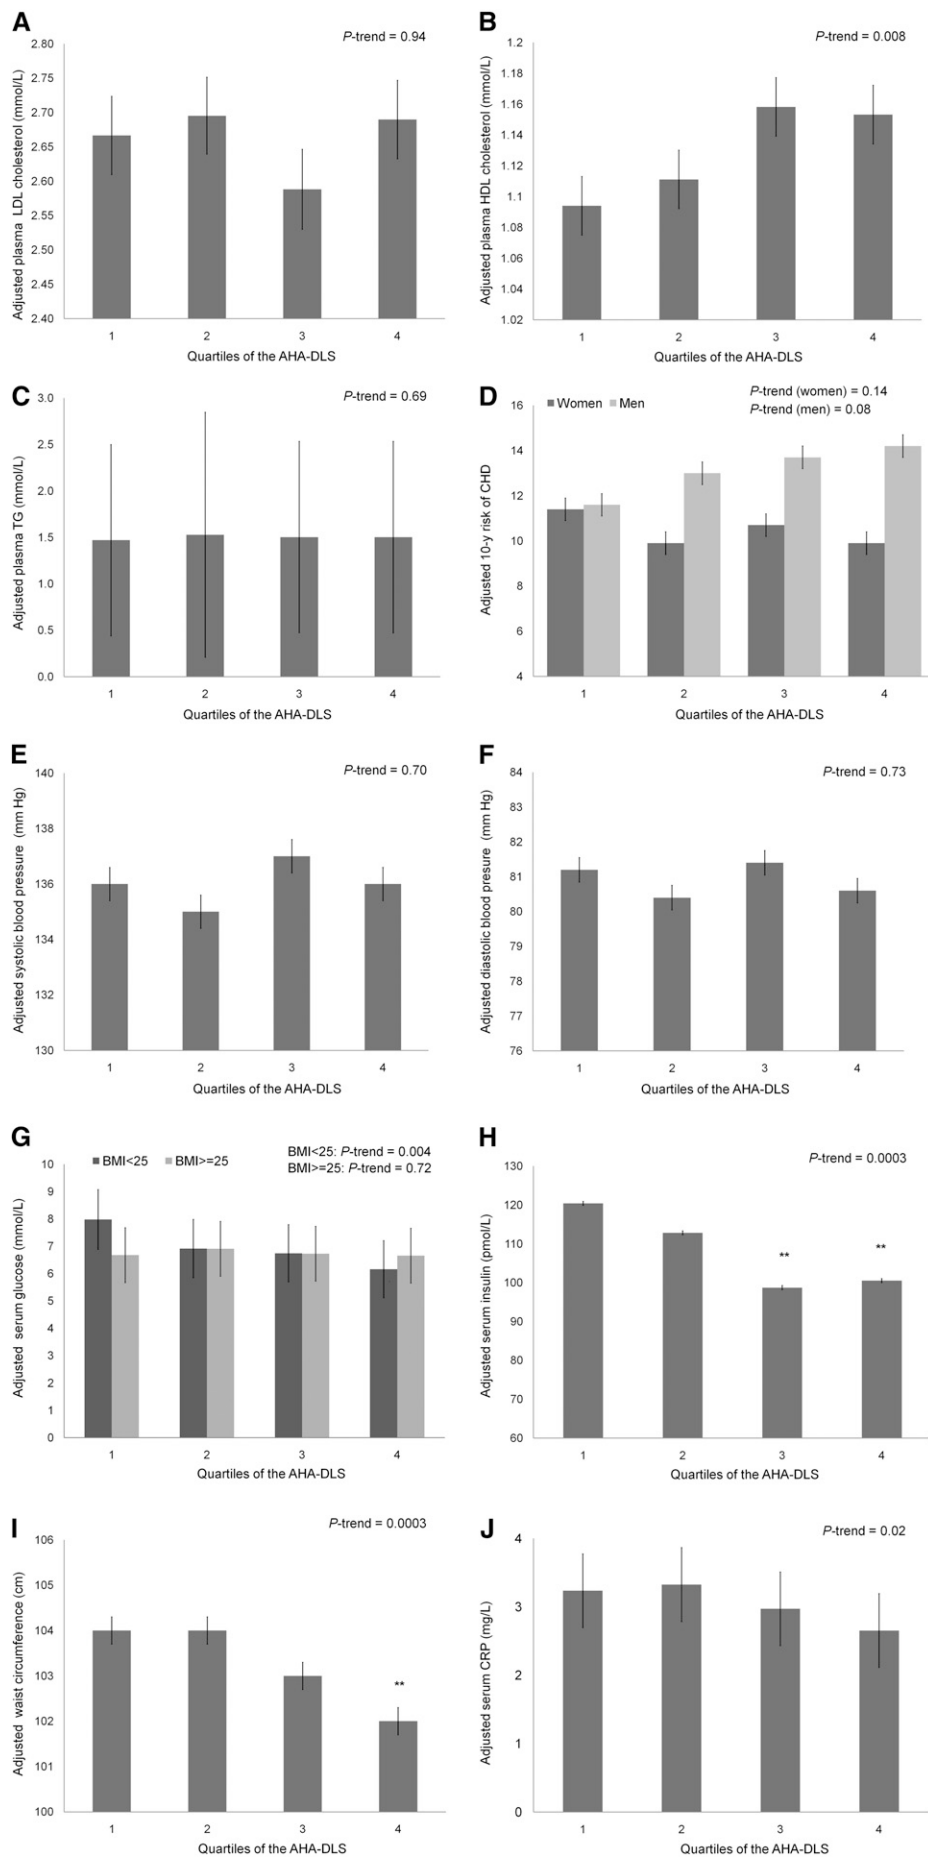 A
P-trend = 0.94
Adjusted plasma LDL cholesterol (mmol/L)
2.80
2.75
2.70
2.65
2.60
2.55
2.50
2.45
2.40
1 2 3 4
Quartiles of the AHA-DLS
B
P-trend = 0.008
Adjusted plasma HDL cholesterol (mmol/L)
1.2
1.18
1.16
1.14
1.12
1.1
1.08
1.06
1.04
1.02
1 2 3 4
Quartiles of the AHA-DLS
C
P-trend = 0.69
Adjusted plasma TG (mmol/L)
3.0
2.5
2.0
1.5
1.0
0.5
0.0
1 2 3 4
Quartiles of the AHA-DLS
D
P-trend (women) = 0.14
P-trend (men) = 0.08
Women Men
Adjusted 10-y risk of CHD
16
14
12
10
8
6
4
1 2 3 4
Quartiles of the AHA-DLS
E
P-trend = 0.70
Adjusted systolic blood pressure (mm Hg)
140
138
136
134
132
130
1 2 3 4
Quartiles of the AHA-DLS
F
P-trend = 0.73
Adjusted diastolic blood pressure (mm Hg)
84
83
82
81
80
79
78
77
76
1 2 3 4
Quartiles of the AHA-DLS
G
BMI<25: P-trend = 0.004
BMI>=25: P-trend = 0.72
BMI<25 BMI>=25
Adjusted serum glucose (mmol/L)
10
9
8
7
6
5
4
3
2
1
0
1 2 3 4
Quartiles of the AHA-DLS
H
P-trend = 0.0003
Adjusted serum insulin (pmol/L)
130
120
110
100
90
80
70
60
** **
1 2 3 4
Quartiles of the AHA-DLS
I
P-trend = 0.0003
Adjusted waist circumference (cm)
106
105
104
103
102
101
100
**
1 2 3 4
Quartiles of the AHA-DLS
J
P-trend = 0.02
Adjusted serum CRP (mg/L)
4
3
2
1
0
1 2 3 4
Quartiles of the AHA-DLS